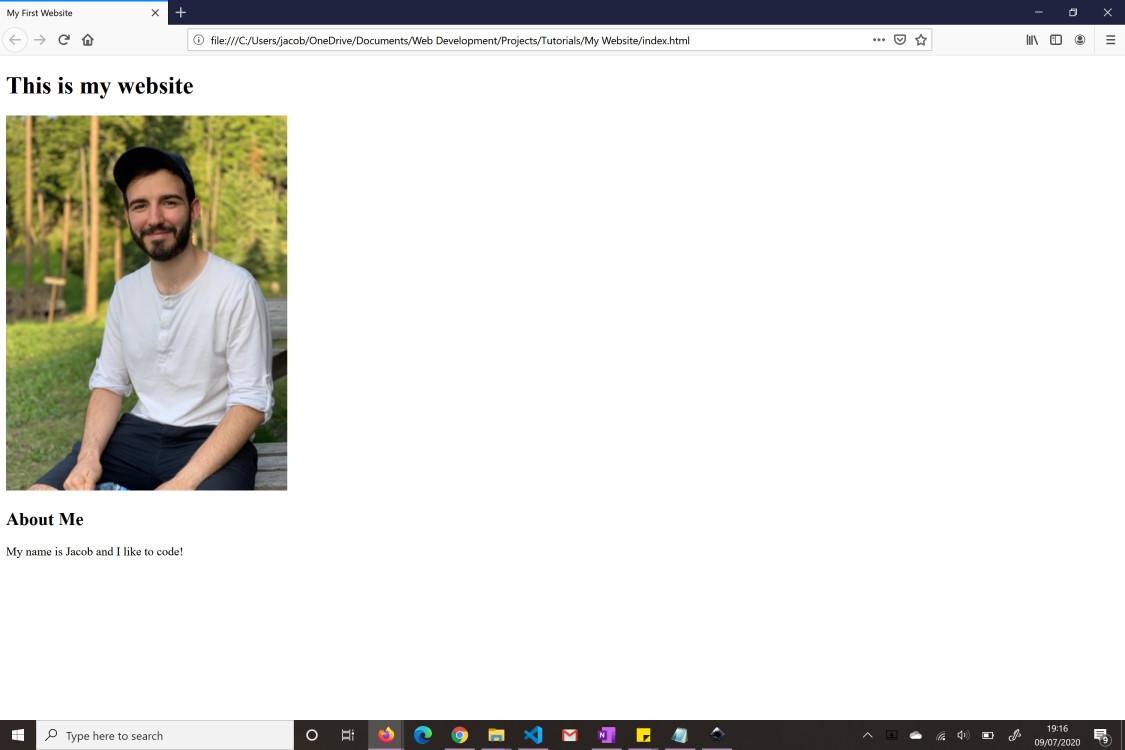 My First Website
file:///C:/Users/jacob/OneDrive/Documents/Web Development/Projects/Tutorials/My Website/index.html
This is my website
About Me
My name is Jacob and I like to code!
Type here to search
N
19:16
09/07/2020
9